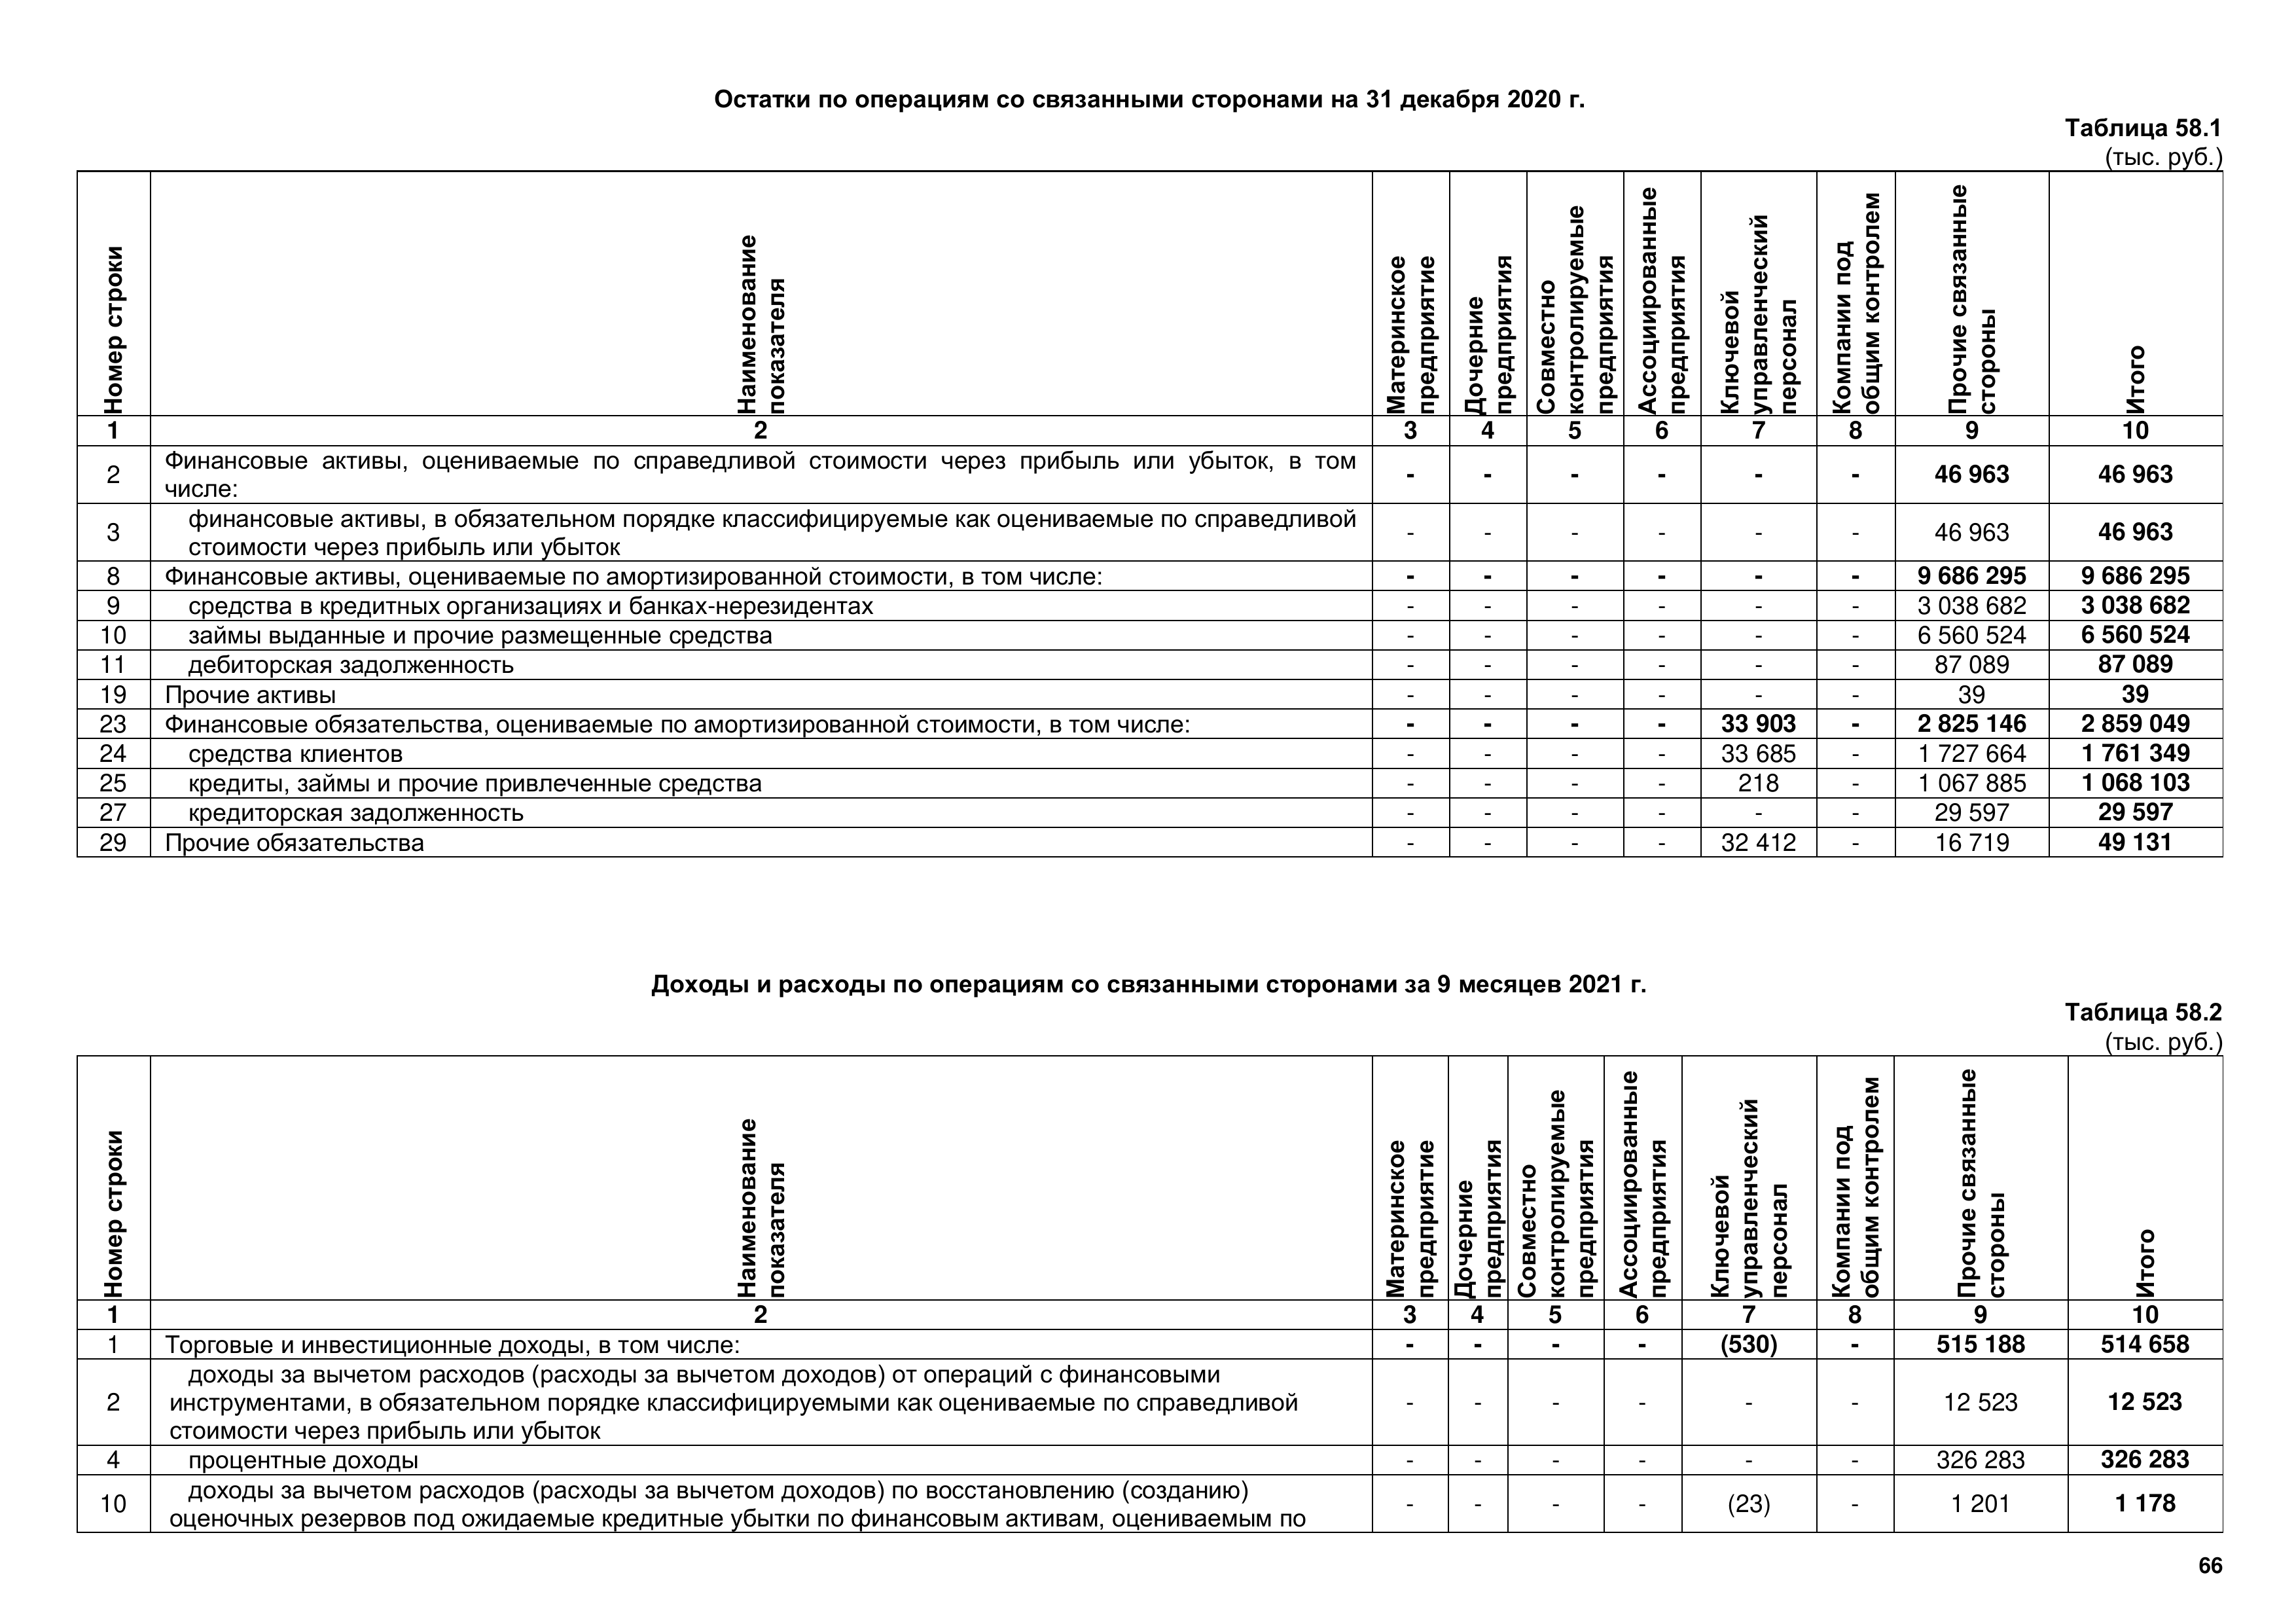 Остатки по операциям со связанными сторонами на 31 декабря 2020 г.
Таблица 58.1
(тыс. руб.)
Номер строки
Наименование
показателя
Материнское
предприятие
Дочерние
предприятия
Совместно
контролируемые
предприятия
Ассоциированные
предприятия
Ключевой
управленческий
персонал
Компании под
общим контролем
Прочие связанные
стороны
Итого
1 2 3 4 5 6 7 8 9 10
2 Финансовые активы, оцениваемые по справедливой стоимости через прибыль или убыток, в том
числе: - - - - - - 46 963 46 963
3 финансовые активы, в обязательном порядке классифицируемые как оцениваемые по справедливой
стоимости через прибыль или убыток - - - - - - 46 963 46 963
8 Финансовые активы, оцениваемые по амортизированной стоимости, в том числе: - - - - - - 9 686 295 9 686 295
9 средства в кредитных организациях и банках-нерезидентах - - - - - - 3 038 682 3 038 682
10 займы выданные и прочие размещенные средства - - - - - - 6 560 524 6 560 524
11 дебиторская задолженность - - - - - - 87 089 87 089
19 Прочие активы - - - - - - 39 39
23 Финансовые обязательства, оцениваемые по амортизированной стоимости, в том числе: - - - - 33 903 - 2 825 146 2 859 049
24 средства клиентов - - - - 33 685 - 1 727 664 1 761 349
25 кредиты, займы и прочие привлеченные средства - - - - 218 - 1 067 885 1 068 103
27 кредиторская задолженность - - - - - - 29 597 29 597
29 Прочие обязательства - - - - 32 412 - 16 719 49 131
Доходы и расходы по операциям со связанными сторонами за 9 месяцев 2021 г.
Таблица 58.2
(тыс. руб.)
Номер строки
Наименование
показателя
Материнское
предприятие
Дочерние
предприятия
Совместно
контролируемые
предприятия
Ассоциированные
предприятия
Ключевой
управленческий
персонал
Компании под
общим контролем
Прочие связанные
стороны
Итого
1 2 3 4 5 6 7 8 9 10
1 Торговые и инвестиционные доходы, в том числе: - - - - (530) - 515 188 514 658
доходы за вычетом расходов (расходы за вычетом доходов) от операций с финансовыми
2 инструментами, в обязательном порядке классифицируемыми как оцениваемые по справедливой - - - - - - 12 523 12 523
стоимости через прибыль или убыток
4 процентные доходы - - - - - - 326 283 326 283
10 доходы за вычетом расходов (расходы за вычетом доходов) по восстановлению (созданию)
оценочных резервов под ожидаемые кредитные убытки по финансовым активам, оцениваемым по - - - - (23) - 1 201 1 178
66